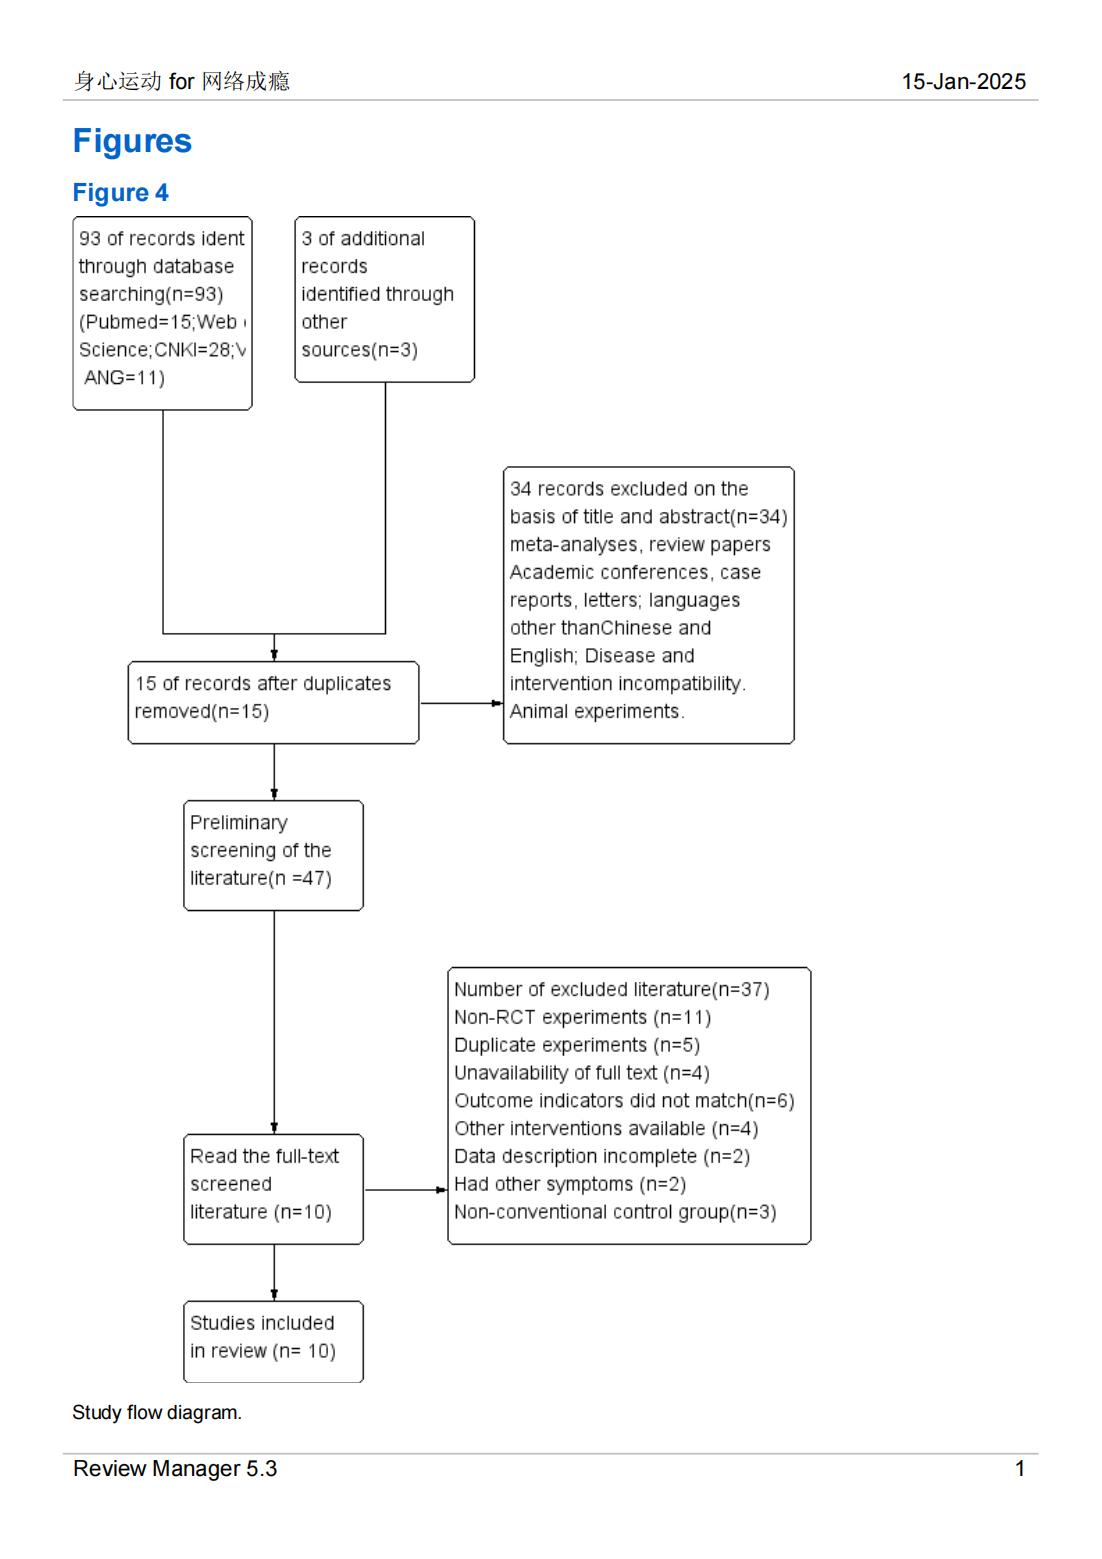 身心运动 for 网络成瘾 15-Jan-2025
Figures
Figure 4
93 of records ident
through database
searching(n=93)
(Pubmed=15;Web
Science;CNKI=28;V
ANG=11)
3 of additional
records
identified through
other
sources(n=3)
34 records excluded on the
basis of title and abstract(n=34)
meta-analyses, review papers
Academic conferences, case
reports, letters; languages
other thanChinese and
English; Disease and
intervention incompatibility.
Animal experiments.
15 of records after duplicates
removed(n=15)
Preliminary
screening of the
literature(n =47)
Number of excluded literature(n=37)
Non-RCT experiments (n=11)
Duplicate experiments (n=5)
Unavailability of full text (n=4)
Outcome indicators did not match(n=6)
Other interventions available (n=4)
Data description incomplete (n=2)
Had other symptoms (n=2)
Non-conventional control group(n=3)
Read the full-text
screened
literature (n=10)
Studies included
in review (n= 10)
Study flow diagram.
Review Manager 5.3 1